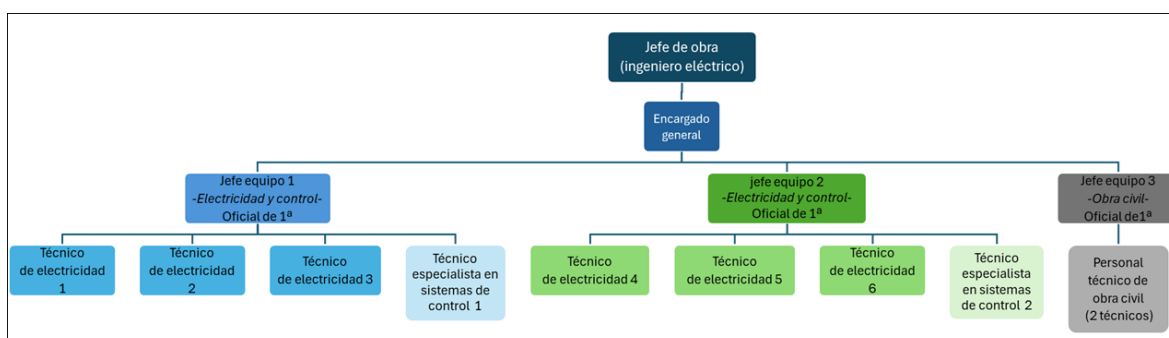 Jefe de obra
(ingeniero eléctrico)
Encargado
general
Jefe equipo 1
-Electricidad y control-
Oficial de 1ª
jefe equipo 2
-Electricidad y control-
Oficial de 1ª
Jefe equipo 3
-Obra civil-
Oficial de1ª
Técnico
de electricidad
1
Técnico
de electricidad
2
Técnico
de electricidad 3
Técnico
especialista en
sistemas de
control 1
Técnico
de electricidad 4
Técnico
de electricidad 5
Técnico
de electricidad
6
Técnico
especialista
en sistemas
de control 2
Personal
técnico de
obra civil
(2 técnicos)